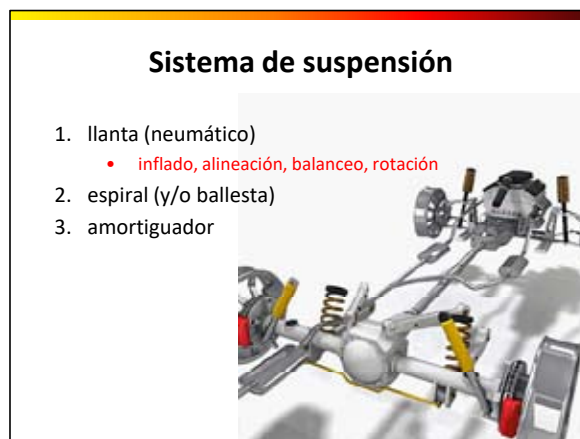 Sistema de suspensión
1. llanta (neumático)
• inflado, alineación, balanceo, rotación
2. espiral (y/o ballesta)
3. amortiguador